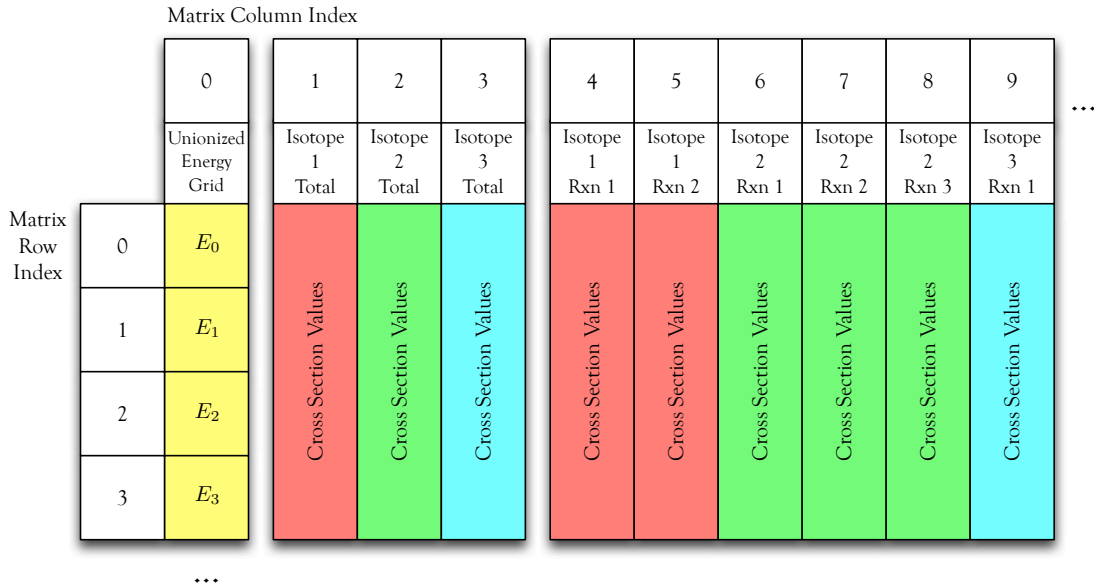 Matrix Column Index
0 1 2 3 4 5 6 7 8 9
...
Unionized Energy Grid
Isotope 1 Total
Isotope 2 Total
Isotope 3 Total
Isotope 1 Rxn 1
Isotope 1 Rxn 2
Isotope 2 Rxn 1
Isotope 2 Rxn 2
Isotope 2 Rxn 3
Isotope 3 Rxn 1
Matrix
Row
Index
0 E₀
1 E₁
2 E₂
3 E₃
Cross Section Values
Cross Section Values
Cross Section Values
Cross Section Values
Cross Section Values
Cross Section Values
Cross Section Values
Cross Section Values
Cross Section Values
...